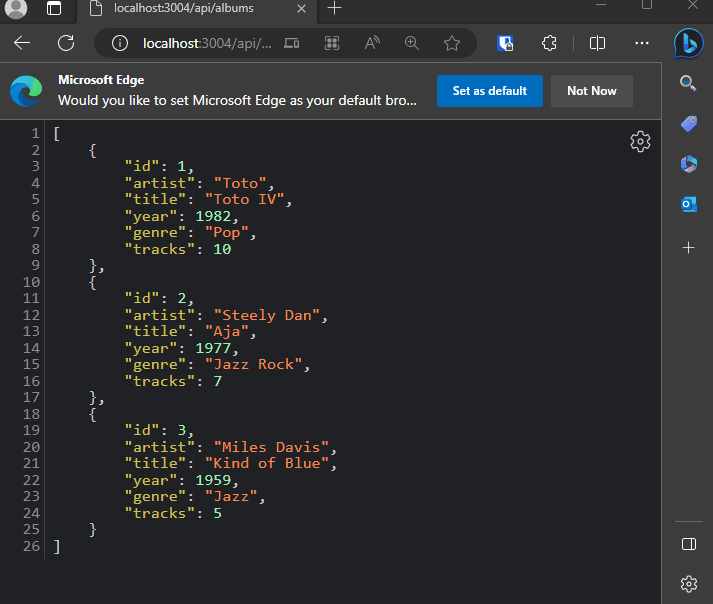 localhost:3004/api/albums
localhost:3004/api/...
Microsoft Edge
Would you like to set Microsoft Edge as your default bro...
Set as default
Not Now
1 [
2 {
3 "id": 1,
4 "artist": "Toto",
5 "title": "Toto IV",
6 "year": 1982,
7 "genre": "Pop",
8 "tracks": 10
9 },
10 {
11 "id": 2,
12 "artist": "Steely Dan",
13 "title": "Aja",
14 "year": 1977,
15 "genre": "Jazz Rock",
16 "tracks": 7
17 },
18 {
19 "id": 3,
20 "artist": "Miles Davis",
21 "title": "Kind of Blue",
22 "year": 1959,
23 "genre": "Jazz",
24 "tracks": 5
25 }
26 ]